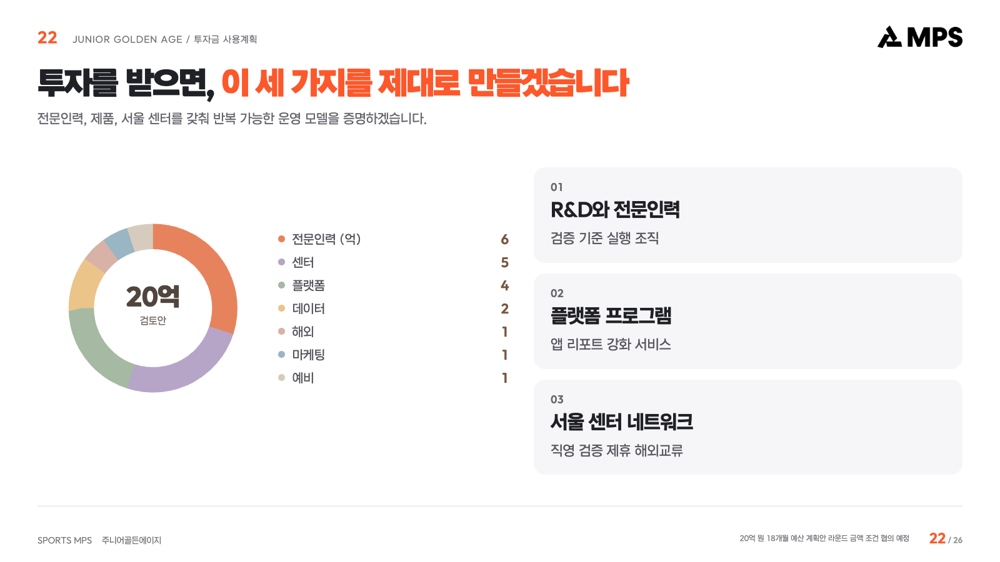 22 JUNIOR GOLDEN AGE / 투자금 사용계획
MPS
투자를 받으면, 이 세 가지를 제대로 만들겠습니다
전문인력, 제품, 서울 센터를 갖춰 반복 가능한 운영 모델을 증명하겠습니다.
20억
검토안
전문인력 (억) 6
센터 5
플랫폼 4
데이터 2
해외 1
마케팅 1
예비 1
01
R&D와 전문인력
검증 기준 실행 조직
02
플랫폼 프로그램
앱 리포트 강화 서비스
03
서울 센터 네트워크
직영 검증 제휴 해외교류
SPORTS MPS 주니어골든에이지
20억 원 18개월 예산 계획안 라운드 금액 조건 협의 예정 22 / 26